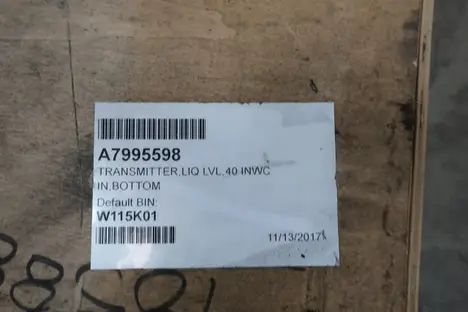 A7995598
TRANSMITTER,LIQ LVL,40 INWC
IN,BOTTOM
Default BIN:
W115K01
11/13/2017